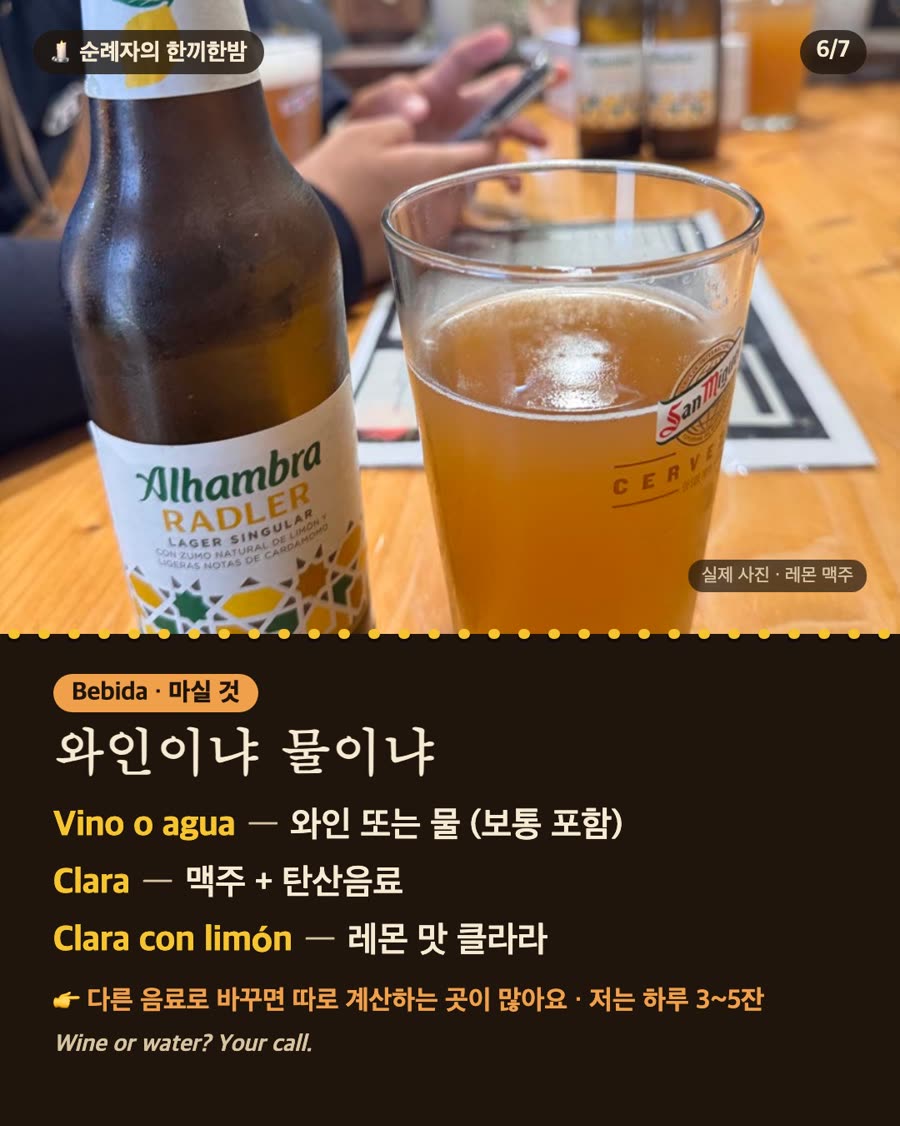 순례자의 한끼한밤
6/7
Alhambra
RADLER
LAGER SINGULAR
CON ZUMO NATURAL DE LIMÓN Y
LIGERAS NOTAS DE CARDAMOMO
San Miguel
CERVE
실제 사진 · 레몬 맥주
Bebida · 마실 것
와인이냐 물이냐
Vino o agua — 와인 또는 물 (보통 포함)
Clara — 맥주 + 탄산음료
Clara con limón — 레몬 맛 클라라
👉 다른 음료로 바꾸면 따로 계산하는 곳이 많아요 · 저는 하루 3~5잔
Wine or water? Your call.